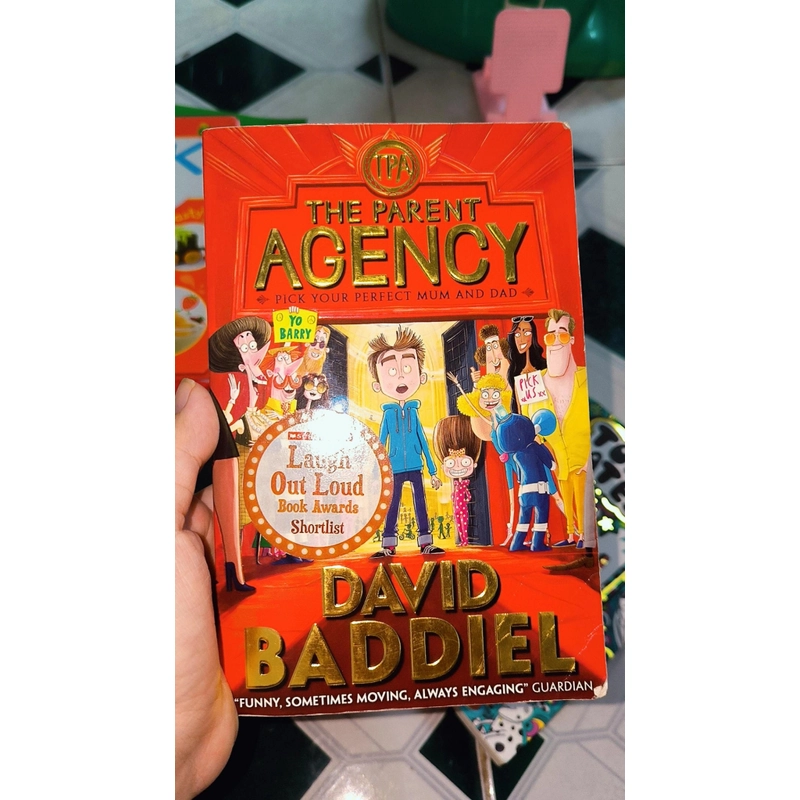 TPA
THE PARENT
AGENCY
PICK YOUR PERFECT MUM AND DAD
YO
BARRY
PICK
US
Laugh
Out Loud
Book Awards
Shortlist
DAVID
BADDIEL
"FUNNY, SOMETIMES MOVING, ALWAYS ENGAGING" GUARDIAN